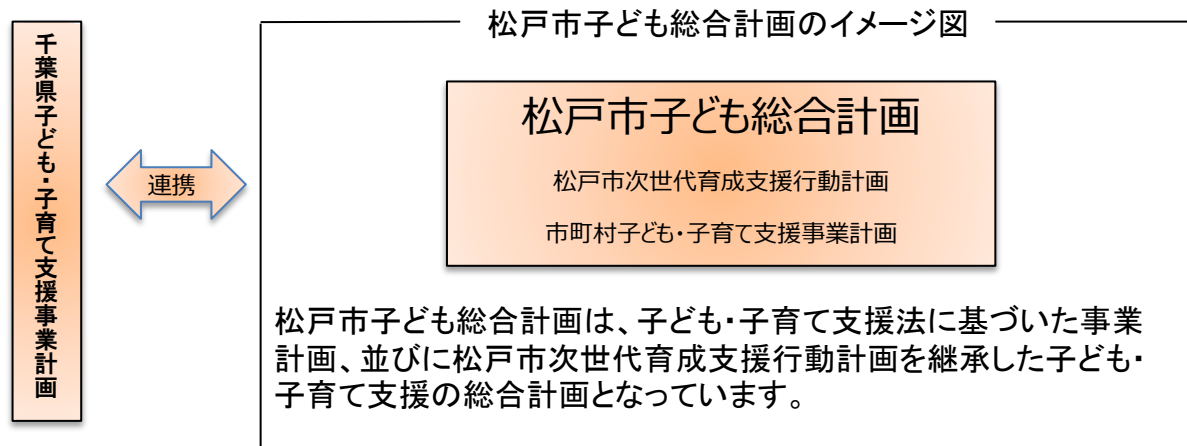 松戸市子ども総合計画のイメージ図
千葉県子ども・子育て支援事業計画
連携
松戸市子ども総合計画
松戸市次世代育成支援行動計画
市町村子ども・子育て支援事業計画
松戸市子ども総合計画は、子ども・子育て支援法に基づいた事業
計画、並びに松戸市次世代育成支援行動計画を継承した子ども・
子育て支援の総合計画となっています。